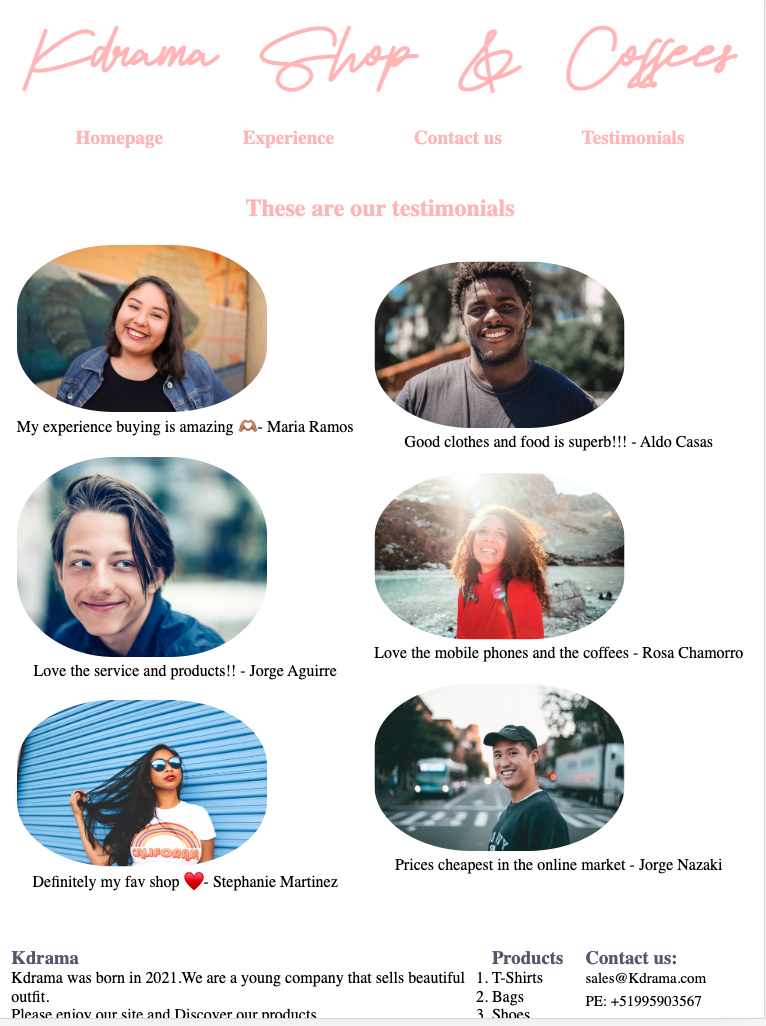 Kdrama Shop & Coffees
Homepage Experience Contact us Testimonials
These are our testimonials
My experience buying is amazing 🫶🏽- Maria Ramos
Good clothes and food is superb!!! - Aldo Casas
Love the service and products!! - Jorge Aguirre
Love the mobile phones and the coffees - Rosa Chamorro
CALIFORNIA
Definitely my fav shop ❤️- Stephanie Martinez
Prices cheapest in the online market - Jorge Nazaki
Kdrama
Kdrama was born in 2021.We are a young company that sells beautiful
outfit.
Please enjoy our site and Discover our products
Products
1. T-Shirts
2. Bags
3. Shoes
Contact us:
sales@Kdrama.com
PE: +51995903567